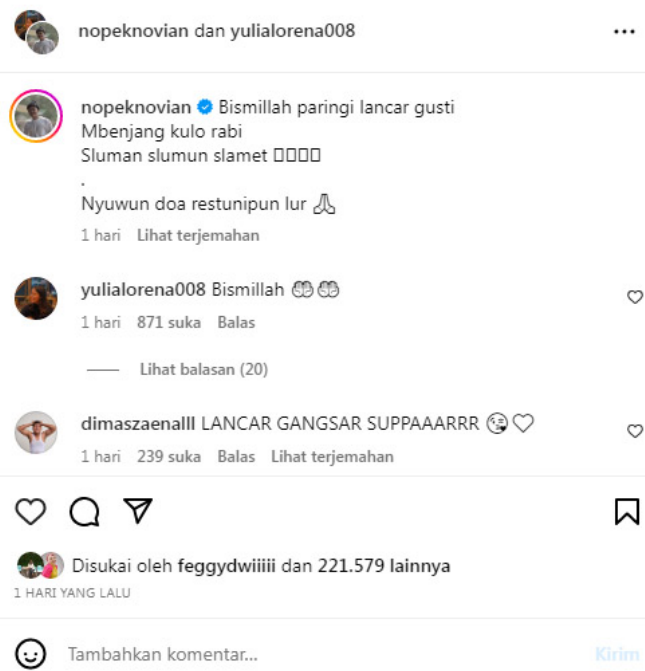 nopeknovian dan yulialorena008
nopeknovian Bismillah paringi lancar gusti
Mbenjang kulo rabi
Sluman slumun slamet □□□□
.
Nyuwun doa restunipun lur 🙏
1 hari Lihat terjemahan
yulialorena008 Bismillah 🤲🤲
1 hari 871 suka Balas
Lihat balasan (20)
dimaszaenalll LANCAR GANGSAR SUPPAAARRR 😘♡
1 hari 239 suka Balas Lihat terjemahan
Disukai oleh feggydwiiiii dan 221.579 lainnya
1 HARI YANG LALU
Tambahkan komentar... Kirim